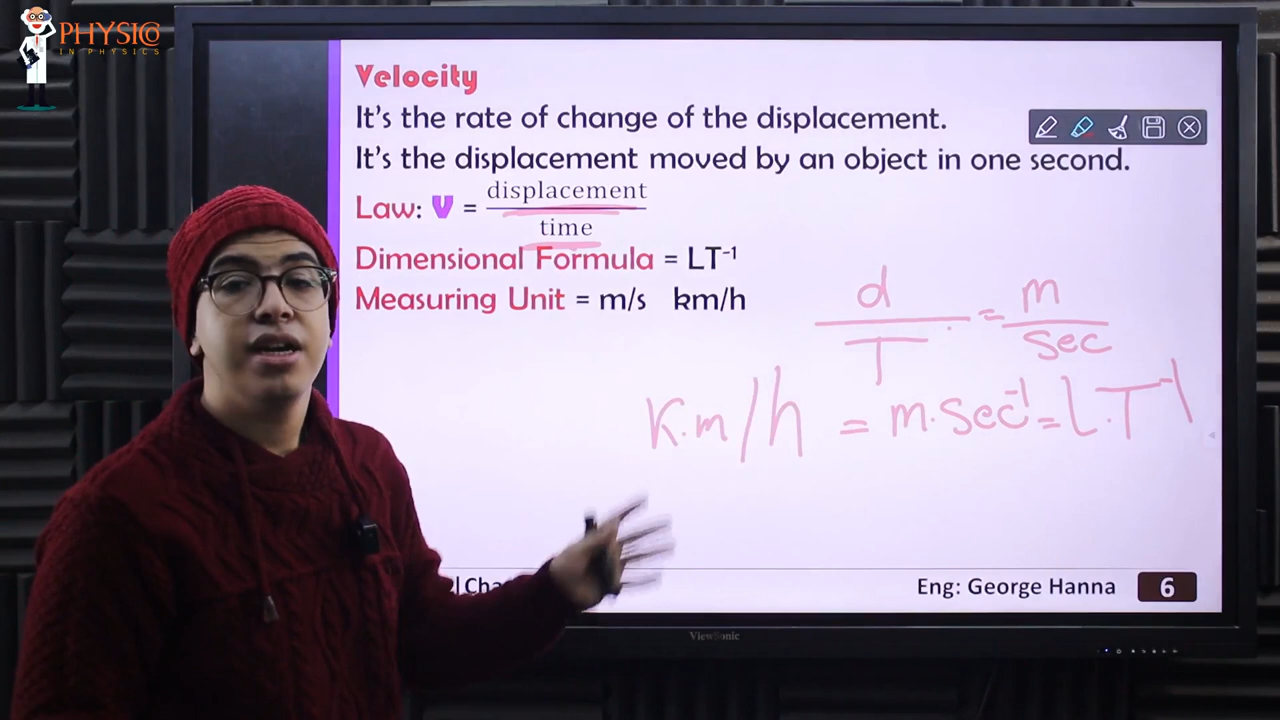 PHYSICO
IN PHYSICS
Velocity
It's the rate of change of the displacement.
It's the displacement moved by an object in one second.
Law: V = displacement / time
Dimensional Formula = LT⁻¹
Measuring Unit = m/s km/h
d / T = m / sec
K.m/h = m.Sec⁻¹ = L.T⁻¹
Eng: George Hanna
6
ViewSonic